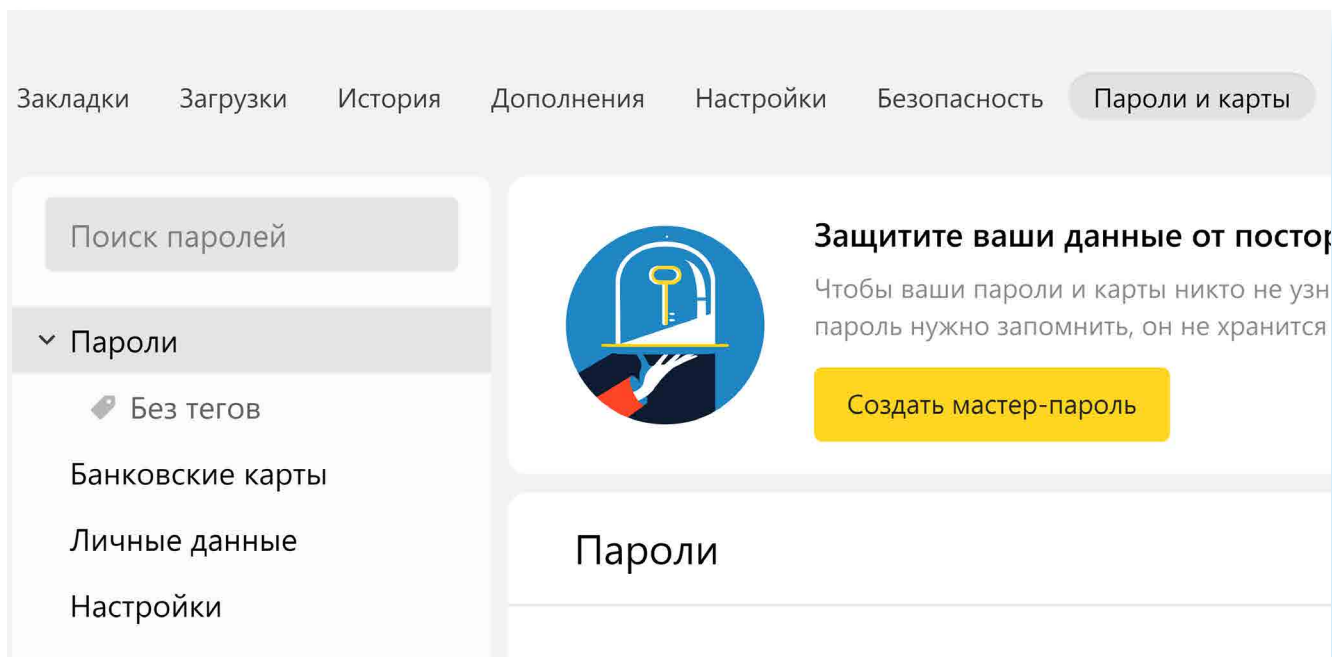 Закладки Загрузки История Дополнения Настройки Безопасность Пароли и карты
Поиск паролей
Пароли
Без тегов
Банковские карты
Личные данные
Настройки
Защитите ваши данные от
Чтобы ваши пароли и карты никто не
пароль нужно запомнить, он не хранится
Создать мастер-пароль
Пароли